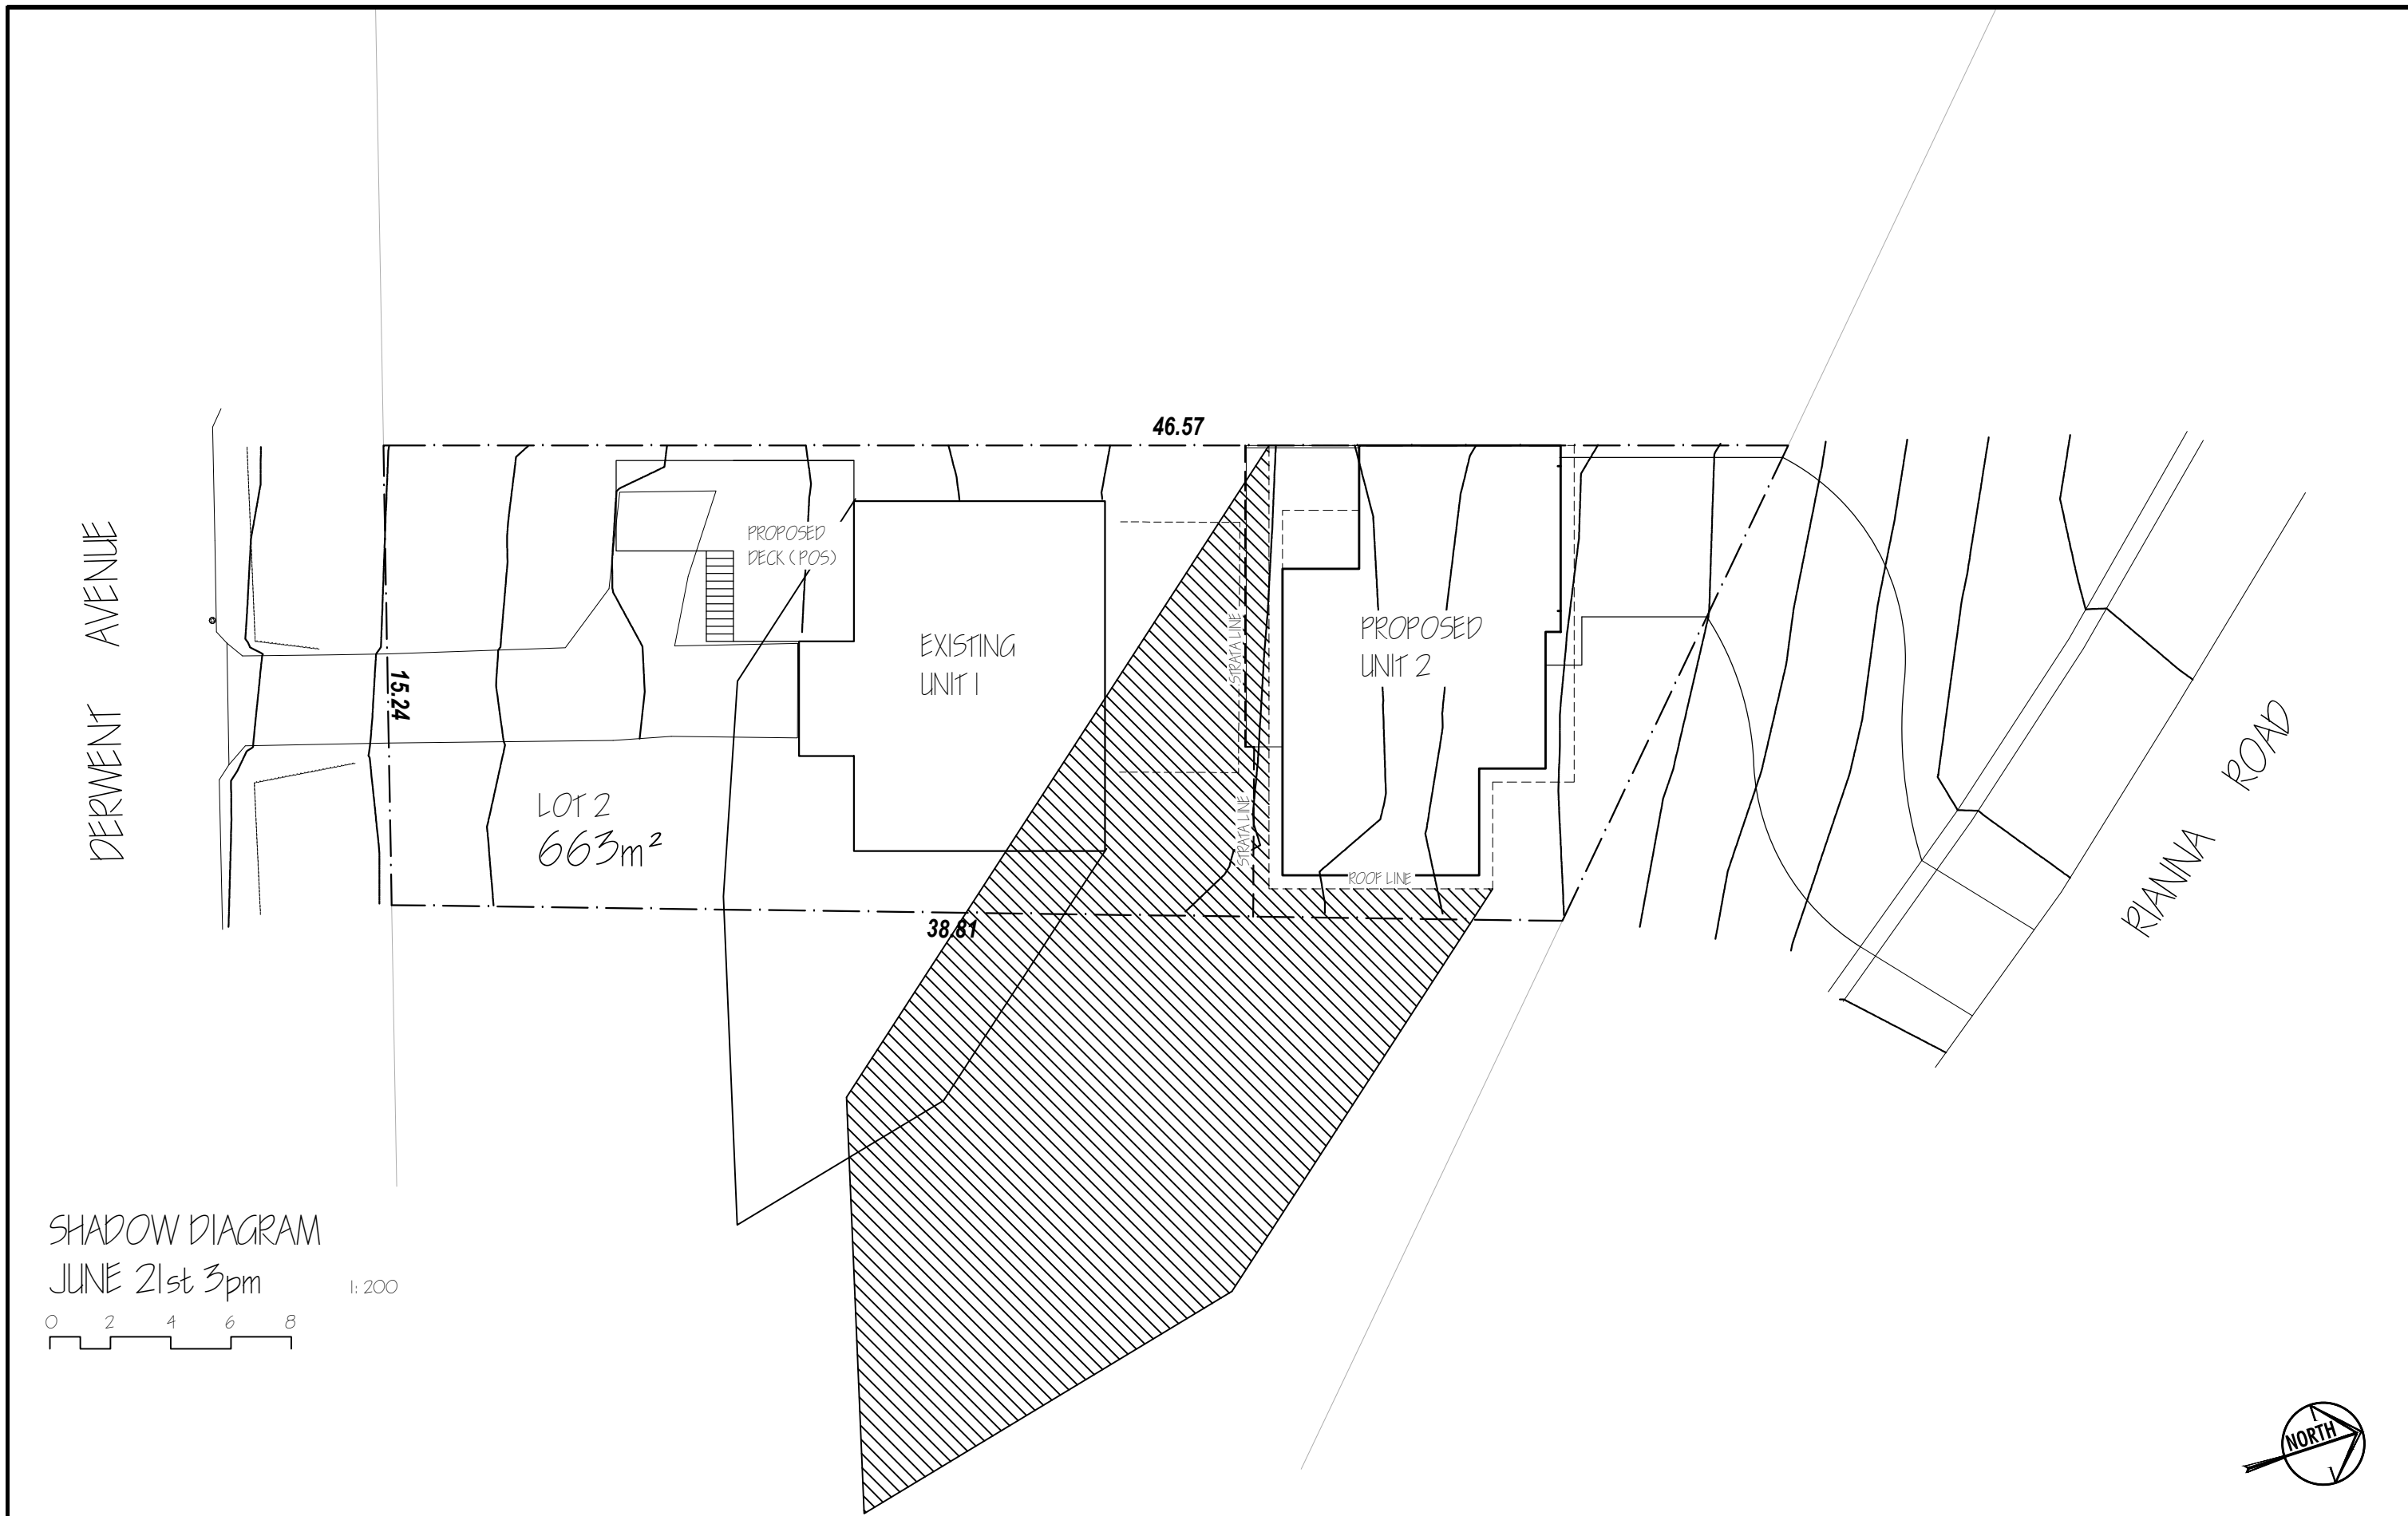 46.57
DERWENT AVENUE
15.24
PROPOSED
DECK (POS)
EXISTING
UNIT 1
STRATA LINE
PROPOSED
UNIT 2
LOT 2
663m²
STRATA LINE
ROOF LINE
38.81
RIANNA ROAD
SHADOW DIAGRAM
JUNE 21st 3pm
1:200
0 2 4 6 8
NORTH